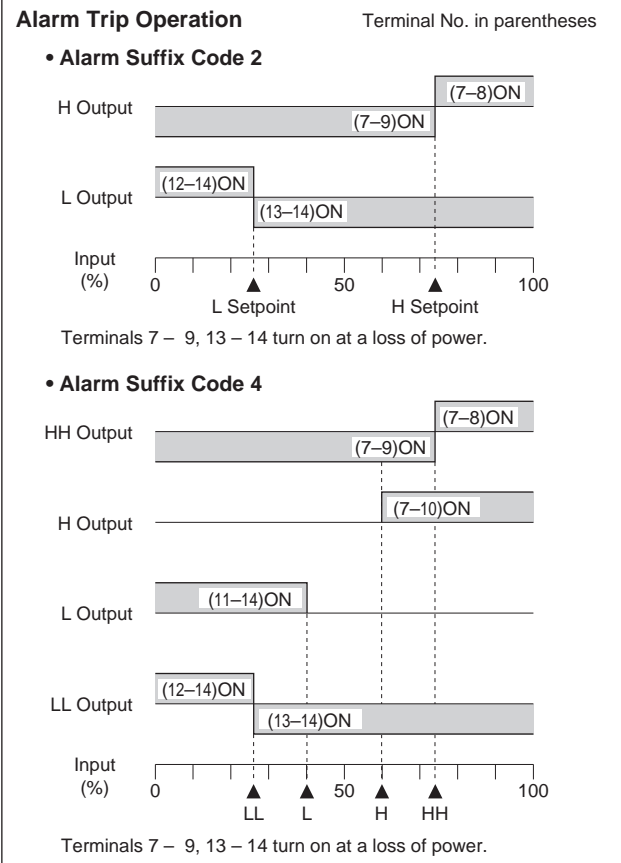 Alarm Trip Operation Terminal No. in parentheses
• Alarm Suffix Code 2
(7–8)ON
H Output
(7–9)ON
(12–14)ON
L Output
(13–14)ON
Input
(%)
0 50 100
L Setpoint H Setpoint
Terminals 7 – 9, 13 – 14 turn on at a loss of power.
• Alarm Suffix Code 4
(7–8)ON
HH Output
(7–9)ON
(7–10)ON
H Output
(11–14)ON
L Output
(12–14)ON
LL Output
(13–14)ON
Input
(%)
0 50 100
LL L H HH
Terminals 7 – 9, 13 – 14 turn on at a loss of power.